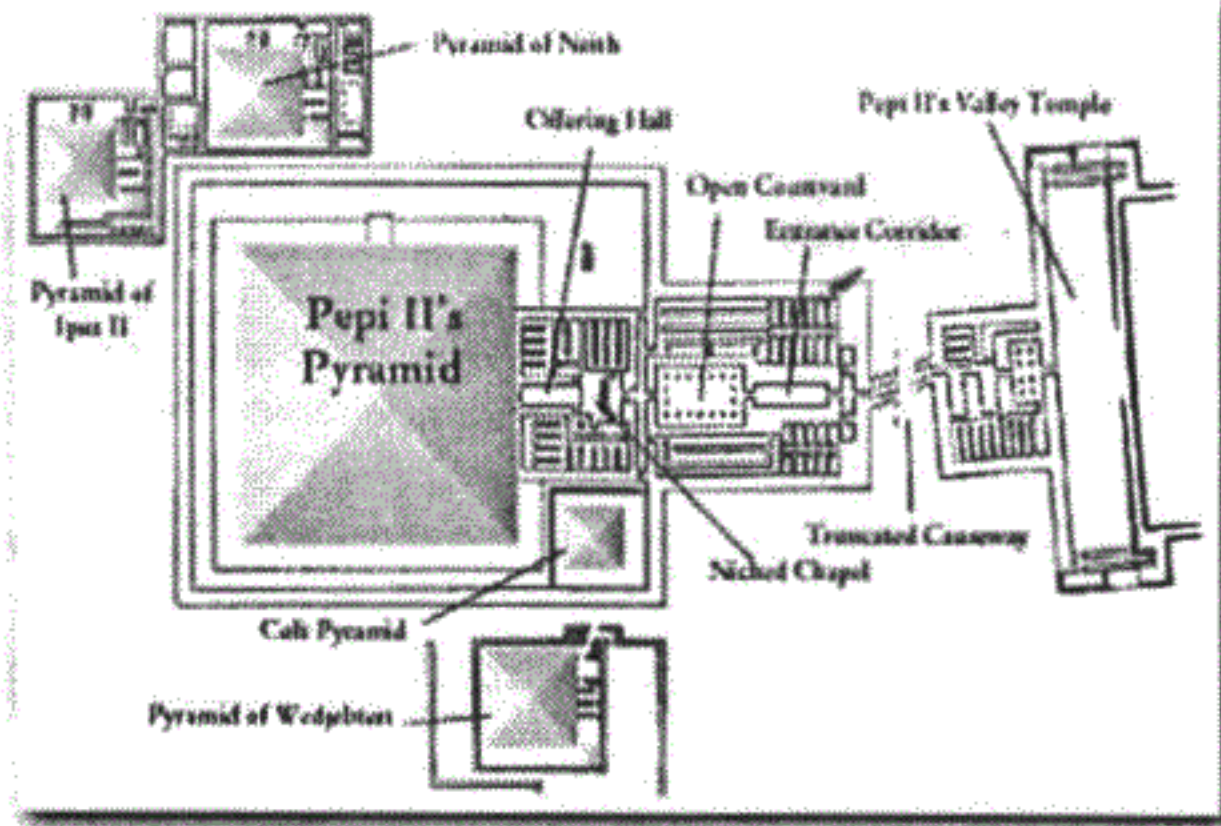 Pyramid of Neith
Offering Hall
Pepi II's Valley Temple
Open Courtyard
Entrance Corridor
Pyramid of
Iput II
Pepi II's
Pyramid
Truncated Causeway
Niched Chapel
Cult Pyramid
Pyramid of Wedjebten